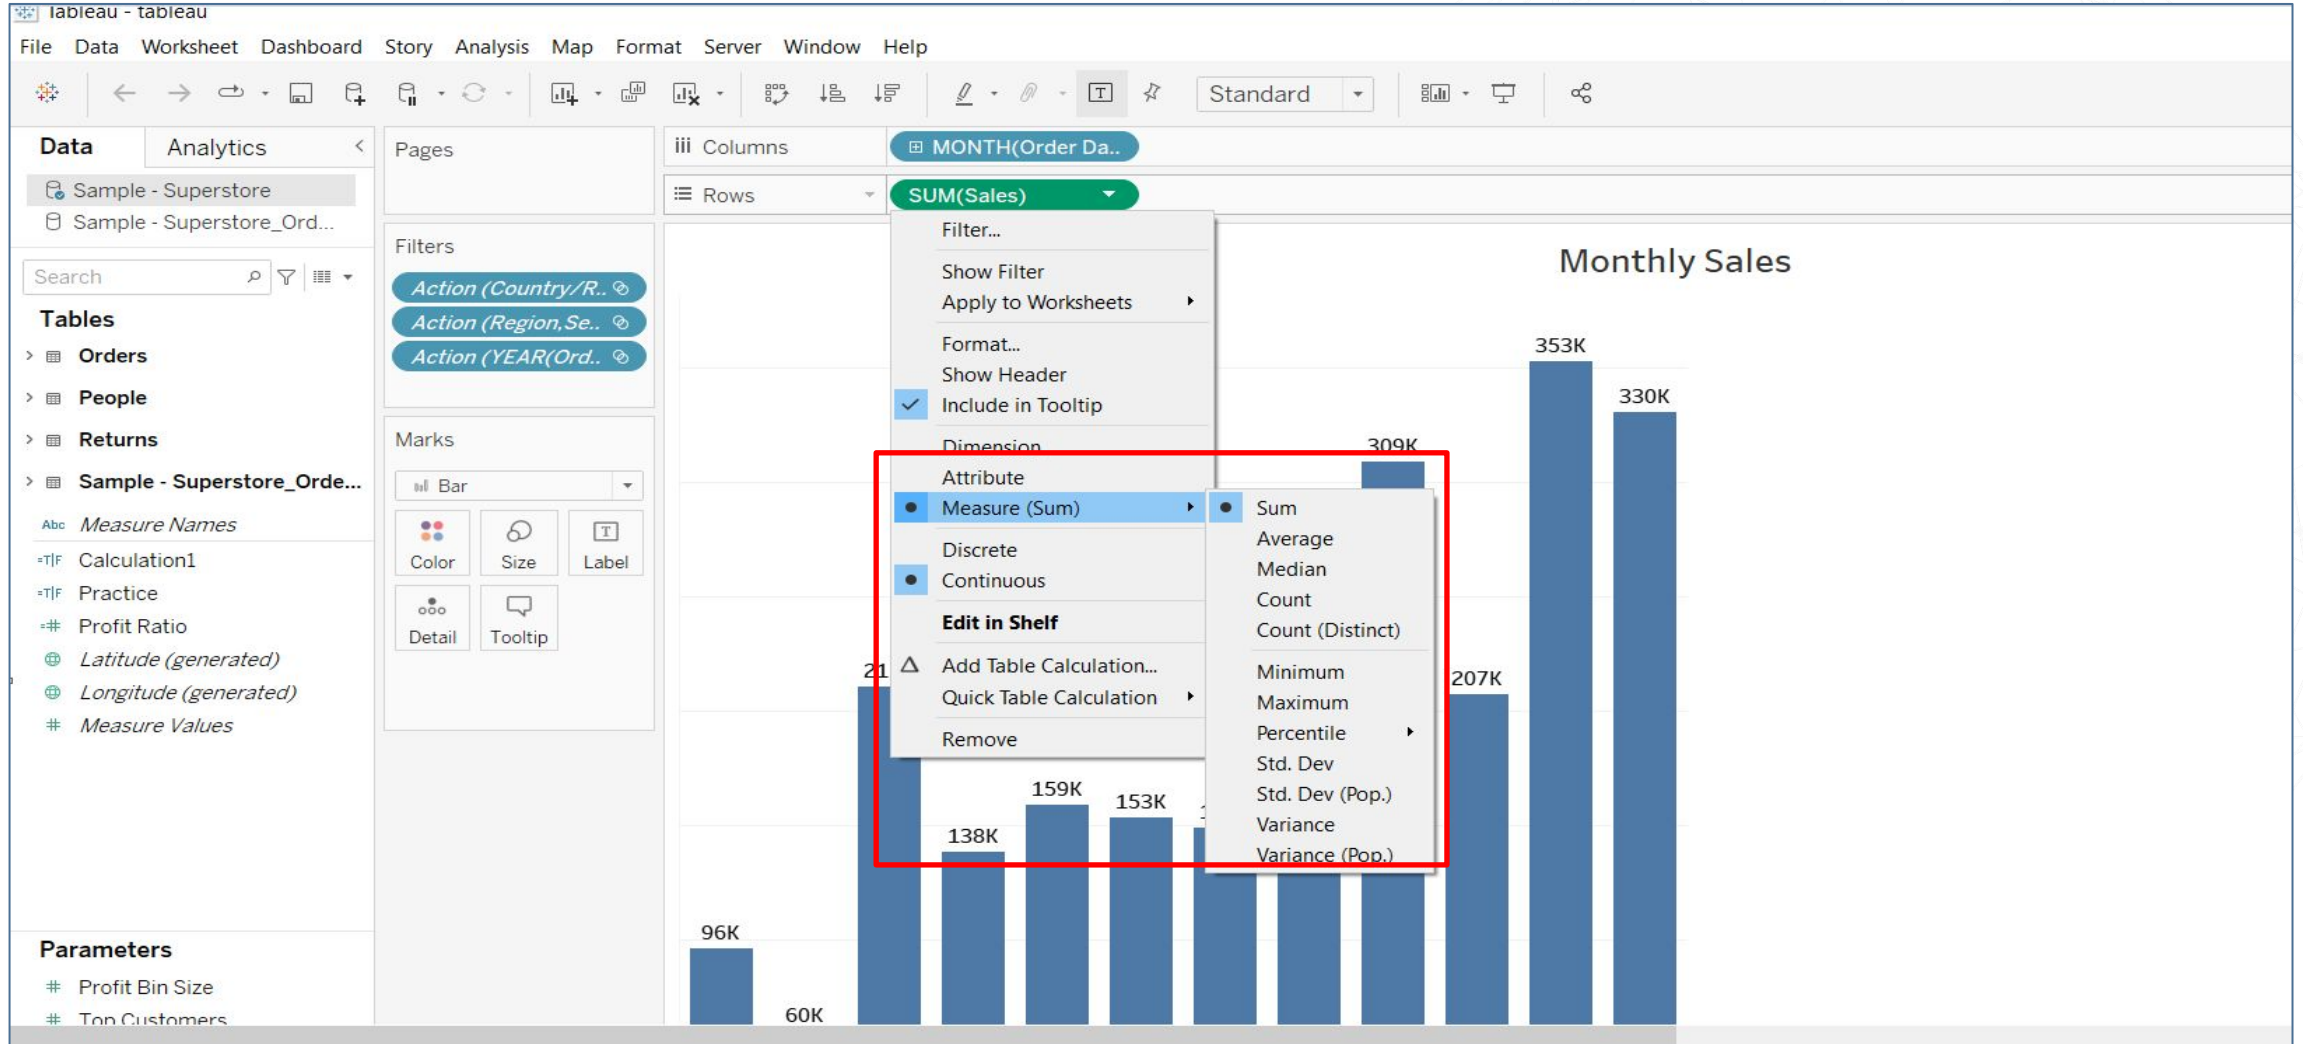 Tableau - tableau
File Data Worksheet Dashboard Story Analysis Map Format Server Window Help
Standard
Data Analytics
Sample - Superstore
Sample - Superstore_Ord...
Search
Tables
Orders
People
Returns
Sample - Superstore_Orde...
Abc Measure Names
=T|F Calculation1
=T|F Practice
=# Profit Ratio
Latitude (generated)
Longitude (generated)
# Measure Values
Parameters
# Profit Bin Size
# Top Customers
Pages
Filters
Action (Country/R..
Action (Region,Se..
Action (YEAR(Ord..
Marks
Bar
Color Size Label
Detail Tooltip
Columns MONTH(Order Da..
Rows SUM(Sales)
Filter...
Show Filter
Apply to Worksheets
Format...
Show Header
Include in Tooltip
Dimension
Attribute
Measure (Sum)
Discrete
Continuous
Edit in Shelf
Add Table Calculation...
Quick Table Calculation
Remove
Sum
Average
Median
Count
Count (Distinct)
Minimum
Maximum
Percentile
Std. Dev
Std. Dev (Pop.)
Variance
Variance (Pop.)
Monthly Sales
96K
60K
138K
159K
153K
309K
207K
353K
330K